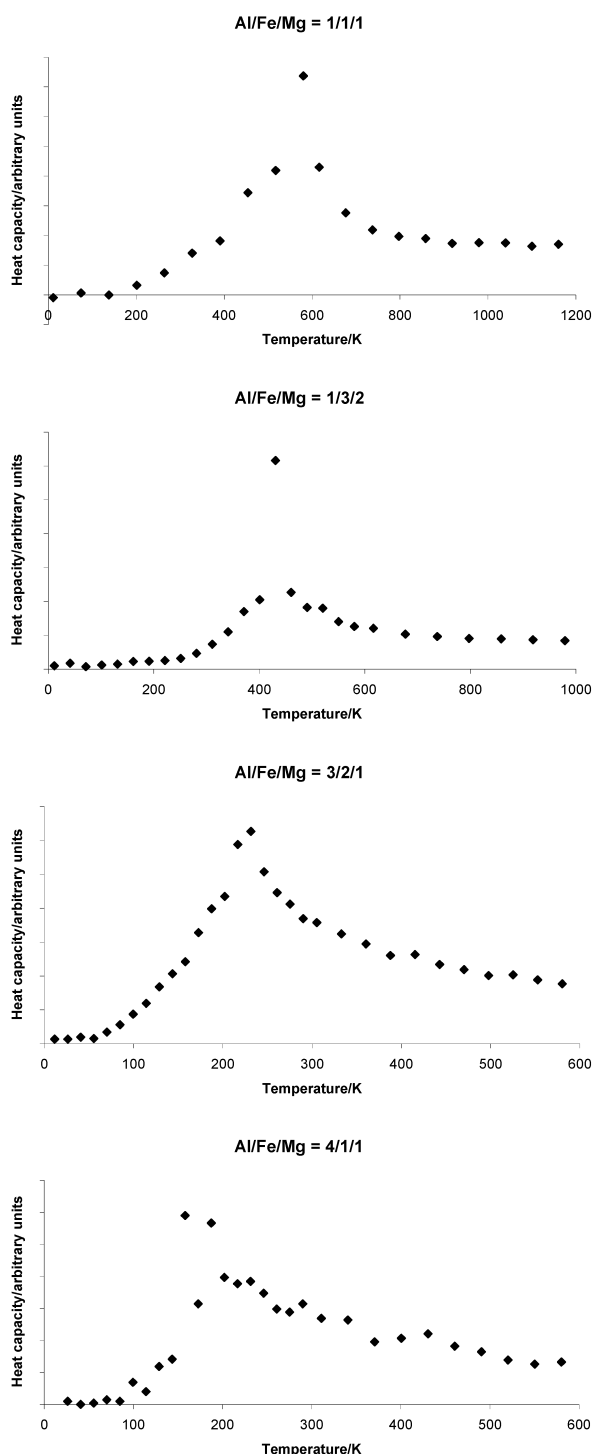 Al/Fe/Mg = 1/1/1
Heat capacity/arbitrary units
0 200 400 600 800 1000 1200
Temperature/K
Al/Fe/Mg = 1/3/2
Heat capacity/arbitrary units
0 200 400 600 800 1000
Temperature/K
Al/Fe/Mg = 3/2/1
Heat capacity/arbitrary units
0 100 200 300 400 500 600
Temperature/K
Al/Fe/Mg = 4/1/1
Heat capacity/arbitrary units
0 100 200 300 400 500 600
Temperature/K